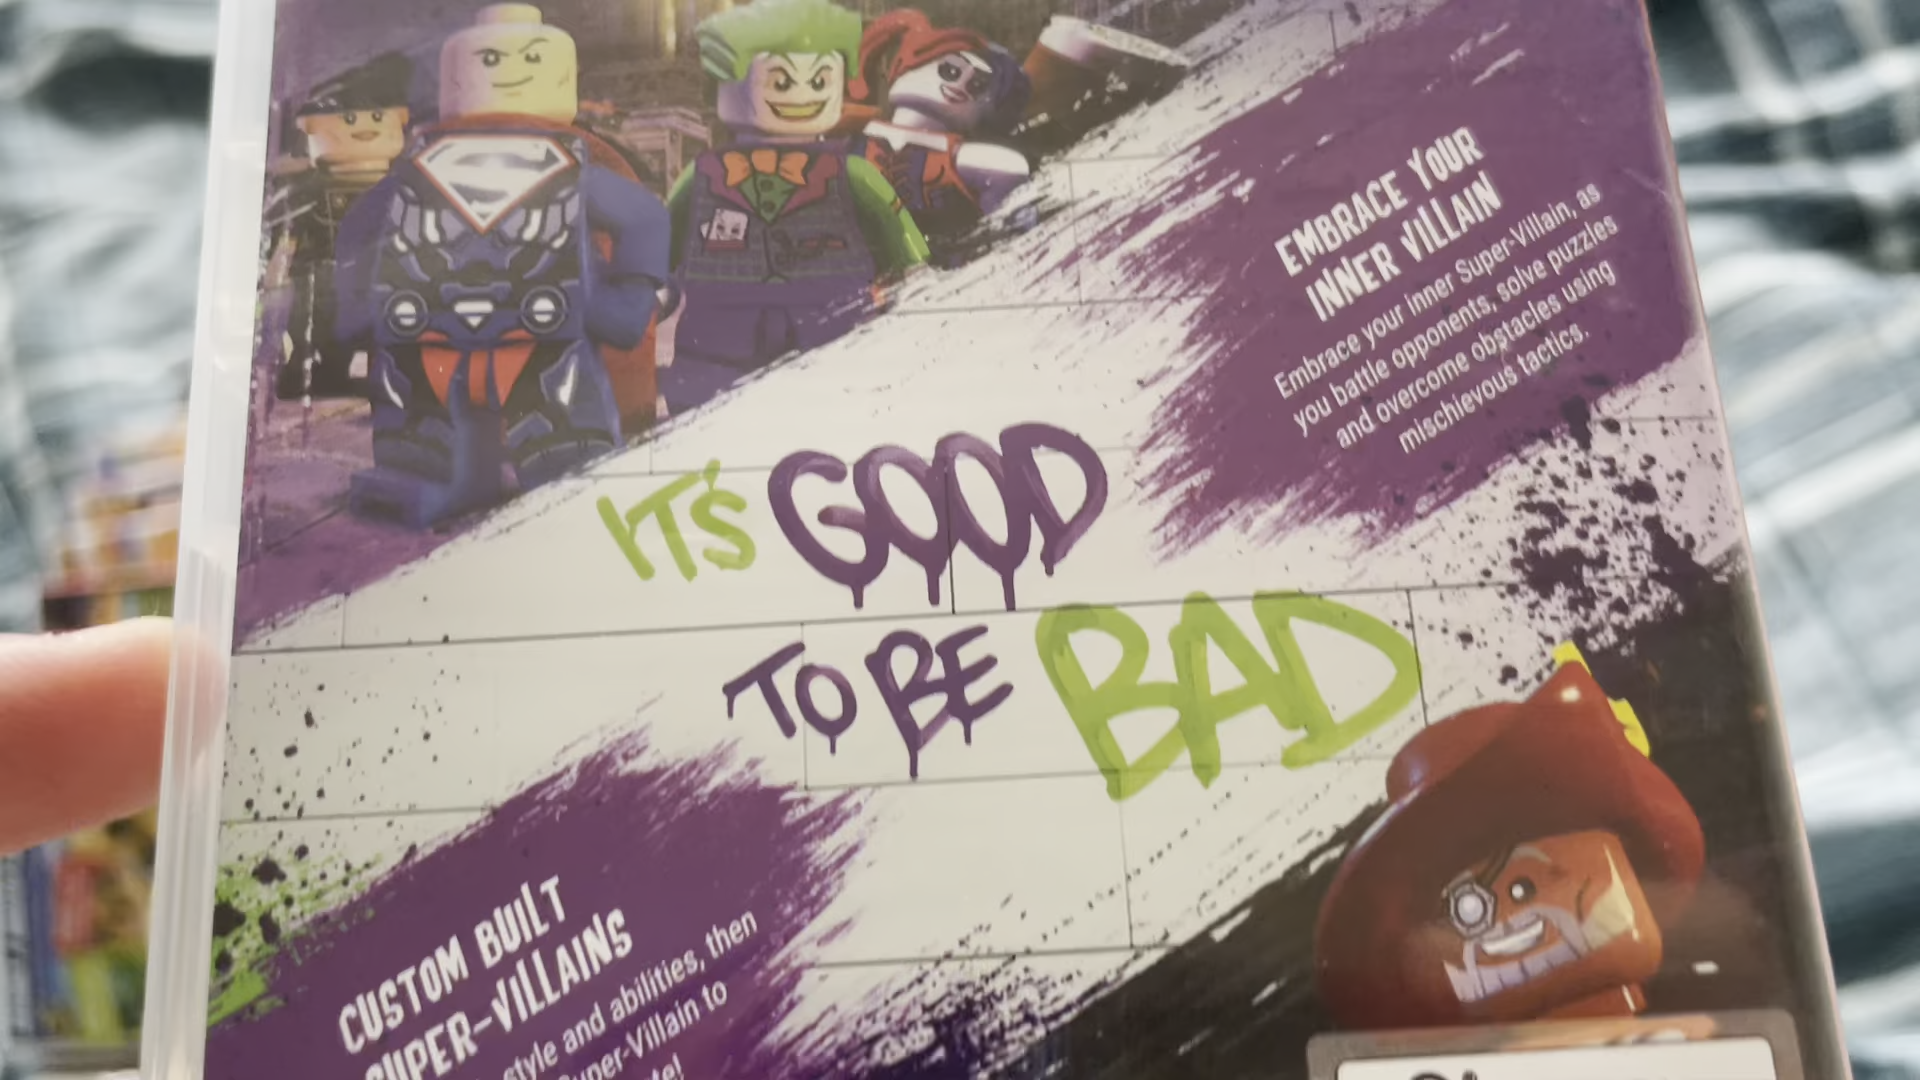 EMBRACE YOUR
INNER VILLAIN
Embrace your inner Super-Villain, as
you battle opponents, solve puzzles
and overcome obstacles using
mischievous tactics.
IT'S GOOD
TO BE BAD
CUSTOM BUILT
SUPER-VILLAINS
style and abilities, then
Super-Villain to